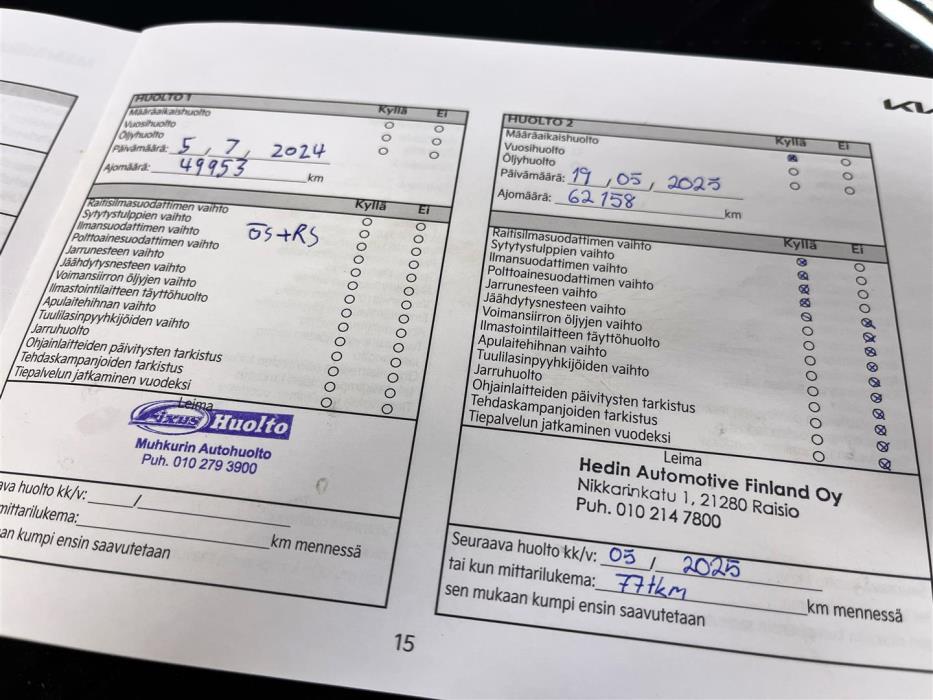 HUOLTO 1
Kyllä Ei
Määräaikaishuolto
Vuosihuolto
Öljyhuolto
Päivämäärä: 5, 7, 2024
Ajomäärä: 49953 km
Kyllä Ei
Raitisilmasuodattimen vaihto
Sytytystulppien vaihto
Ilmansuodattimen vaihto
ÖS+RS
Polttoainesuodattimen vaihto
Jarrunesteen vaihto
Jäähdytysnesteen vaihto
Voimansiirron öljyjen vaihto
Ilmastointilaitteen täyttöhuolto
Apulaitehihnan vaihto
Tuulilasinpyyhkijöiden vaihto
Jarruhuolto
Ohjainlaitteiden päivitysten tarkistus
Tehdaskampanjoiden tarkistus
Tiepalvelun jatkaminen vuodeksi
Leima
Fixus Huolto
Muhkurin Autohuolto
Puh. 010 279 3900
ava huolto kk/v: /
mittarilukema: km mennessä
an kumpi ensin saavutetaan
KI
HUOLTO 2
Kyllä Ei
Määräaikaishuolto
Vuosihuolto
Öljyhuolto
Päivämäärä: 19, 05, 2025
Ajomäärä: 62158 km
Kyllä Ei
Raitisilmasuodattimen vaihto
Sytytystulppien vaihto
Ilmansuodattimen vaihto
Polttoainesuodattimen vaihto
Jarrunesteen vaihto
Jäähdytysnesteen vaihto
Voimansiirron öljyjen vaihto
Ilmastointilaitteen täyttöhuolto
Apulaitehihnan vaihto
Tuulilasinpyyhkijöiden vaihto
Jarruhuolto
Ohjainlaitteiden päivitysten tarkistus
Tehdaskampanjoiden tarkistus
Tiepalvelun jatkaminen vuodeksi
Leima
Hedin Automotive Finland Oy
Nikkarinkatu 1, 21280 Raisio
Puh. 010 214 7800
Seuraava huolto kk/v: 05 / 2025
tai kun mittarilukema: 77tkm km mennessä
sen mukaan kumpi ensin saavutetaan
15